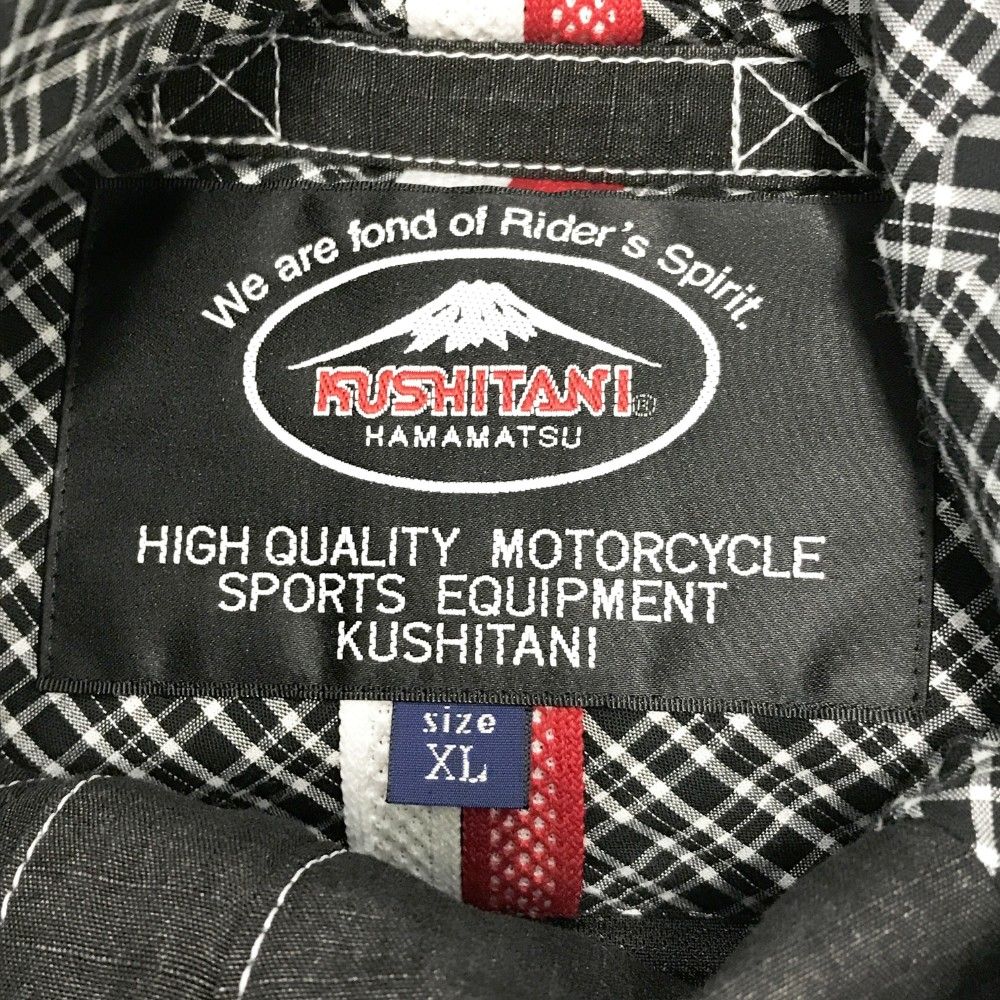 We are fond of Rider's Spirit.
KUSHITANI®
HAMAMATSU
HIGH QUALITY MOTORCYCLE
SPORTS EQUIPMENT
KUSHITANI
size
XL